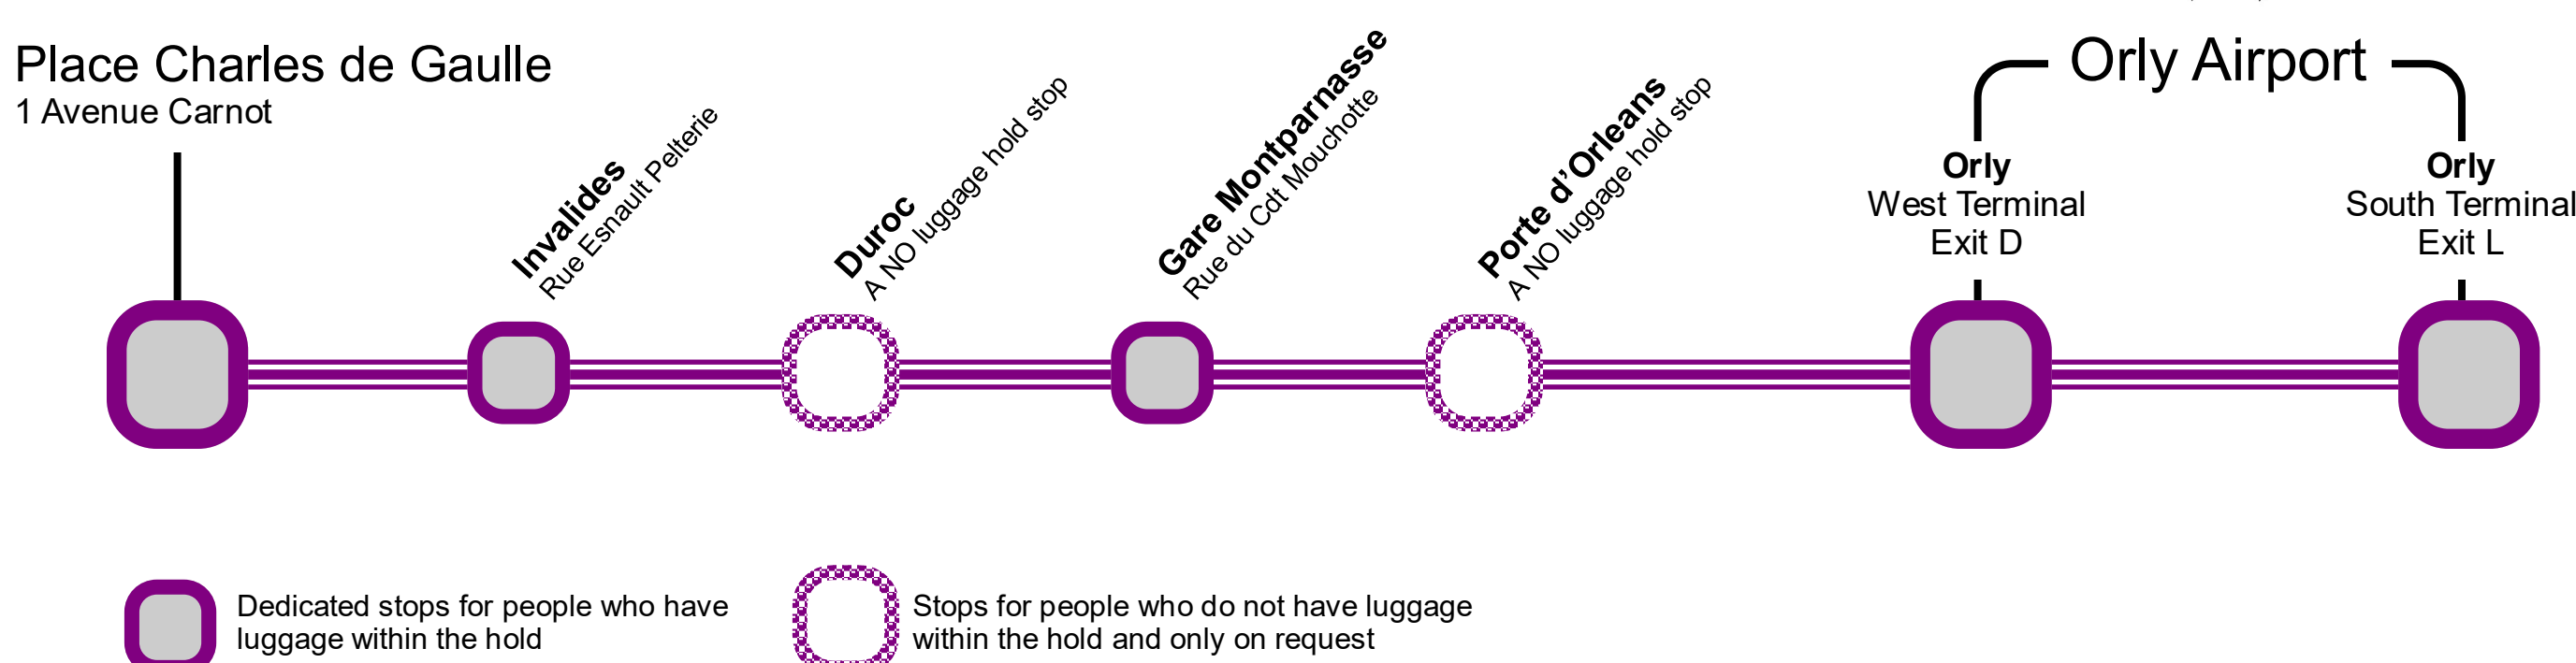 Place Charles de Gaulle
1 Avenue Carnot
Invalides
Rue Esnault Pelterie
Duroc
A NO luggage hold stop
Gare Montparnasse
Rue du Cdt Mouchotte
Porte d’Orleans
A NO luggage hold stop
Orly Airport
Orly
West Terminal
Exit D
Orly
South Terminal
Exit L
Dedicated stops for people who have
luggage within the hold
Stops for people who do not have luggage
within the hold and only on request